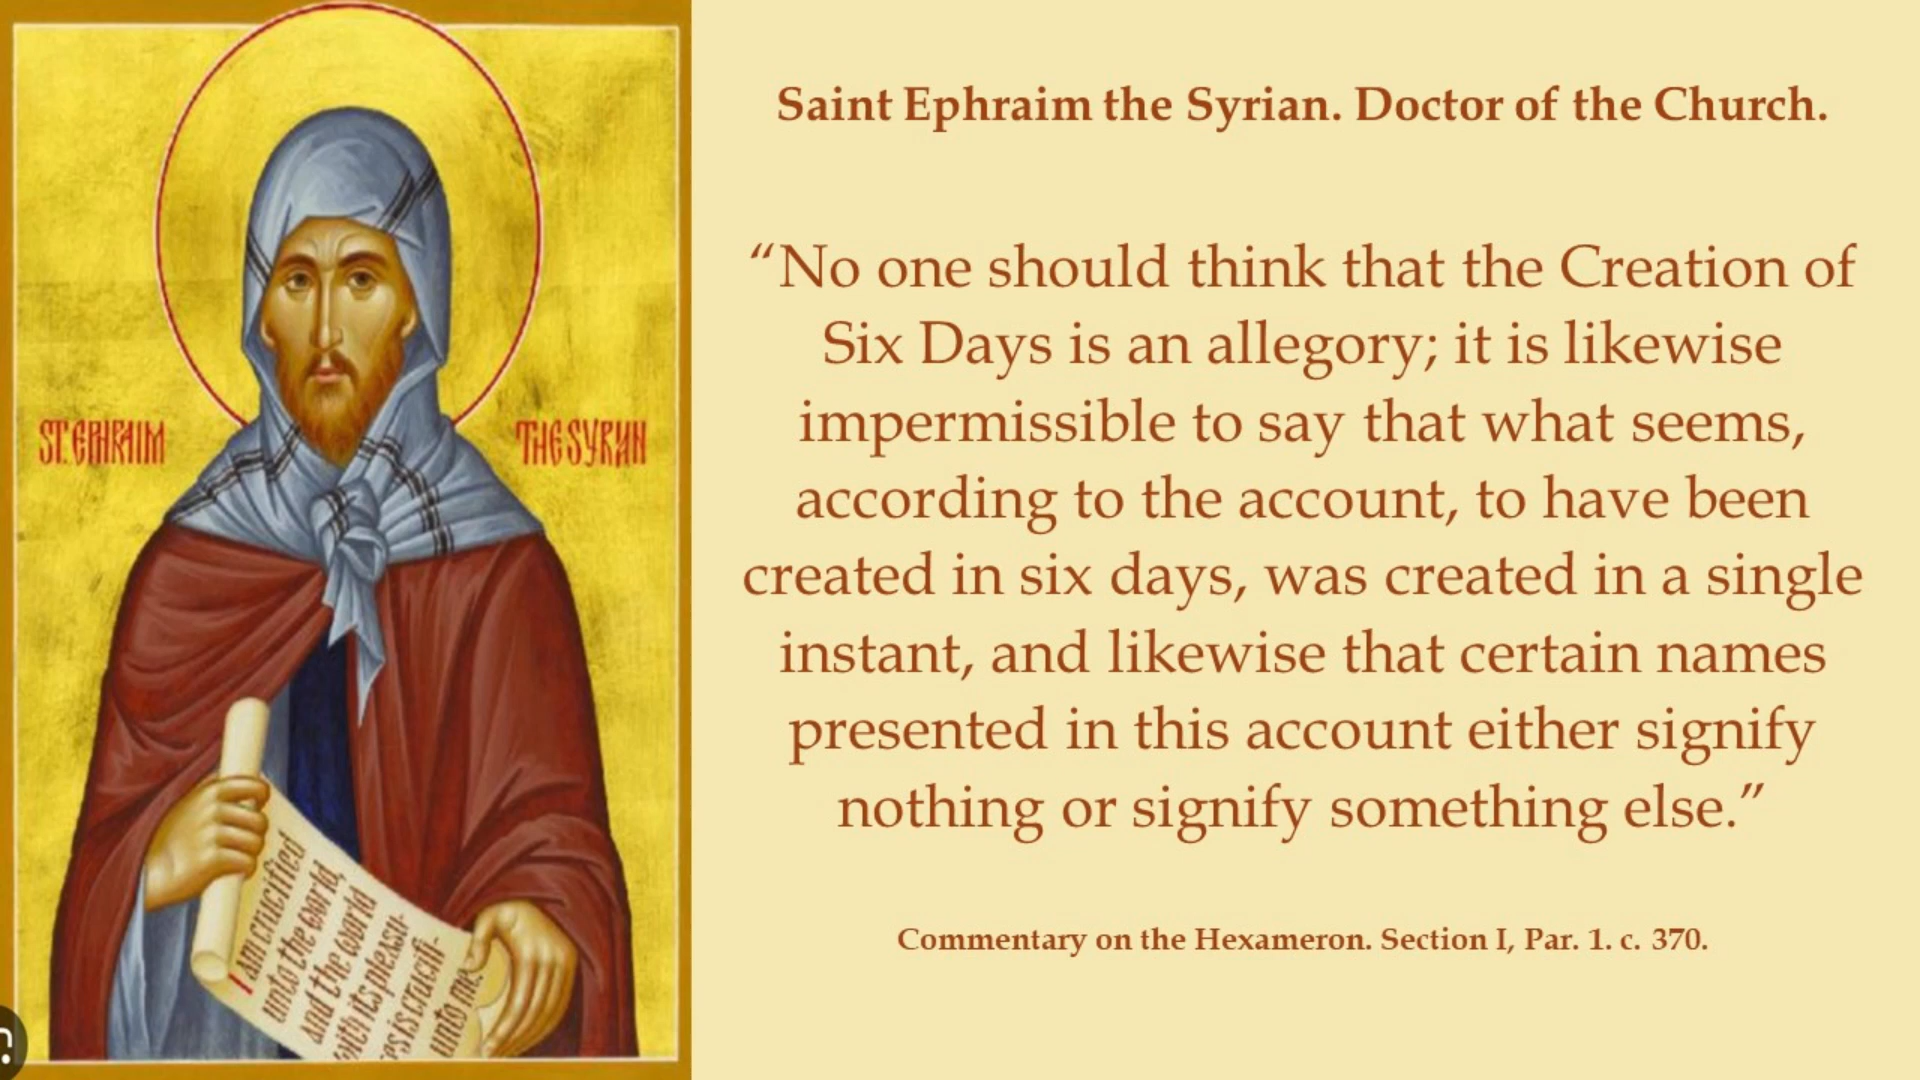 Saint Ephraim the Syrian. Doctor of the Church.
“No one should think that the Creation of
Six Days is an allegory; it is likewise
impermissible to say that what seems,
according to the account, to have been
created in six days, was created in a single
instant, and likewise that certain names
presented in this account either signify
nothing or signify something else.”
Commentary on the Hexameron. Section I, Par. 1. c. 370.
ST. EPHRAIM
THE SYRIAN
I am crucified
unto the world,
and the world
with its pleasu-
res is crucifi-
unto me.